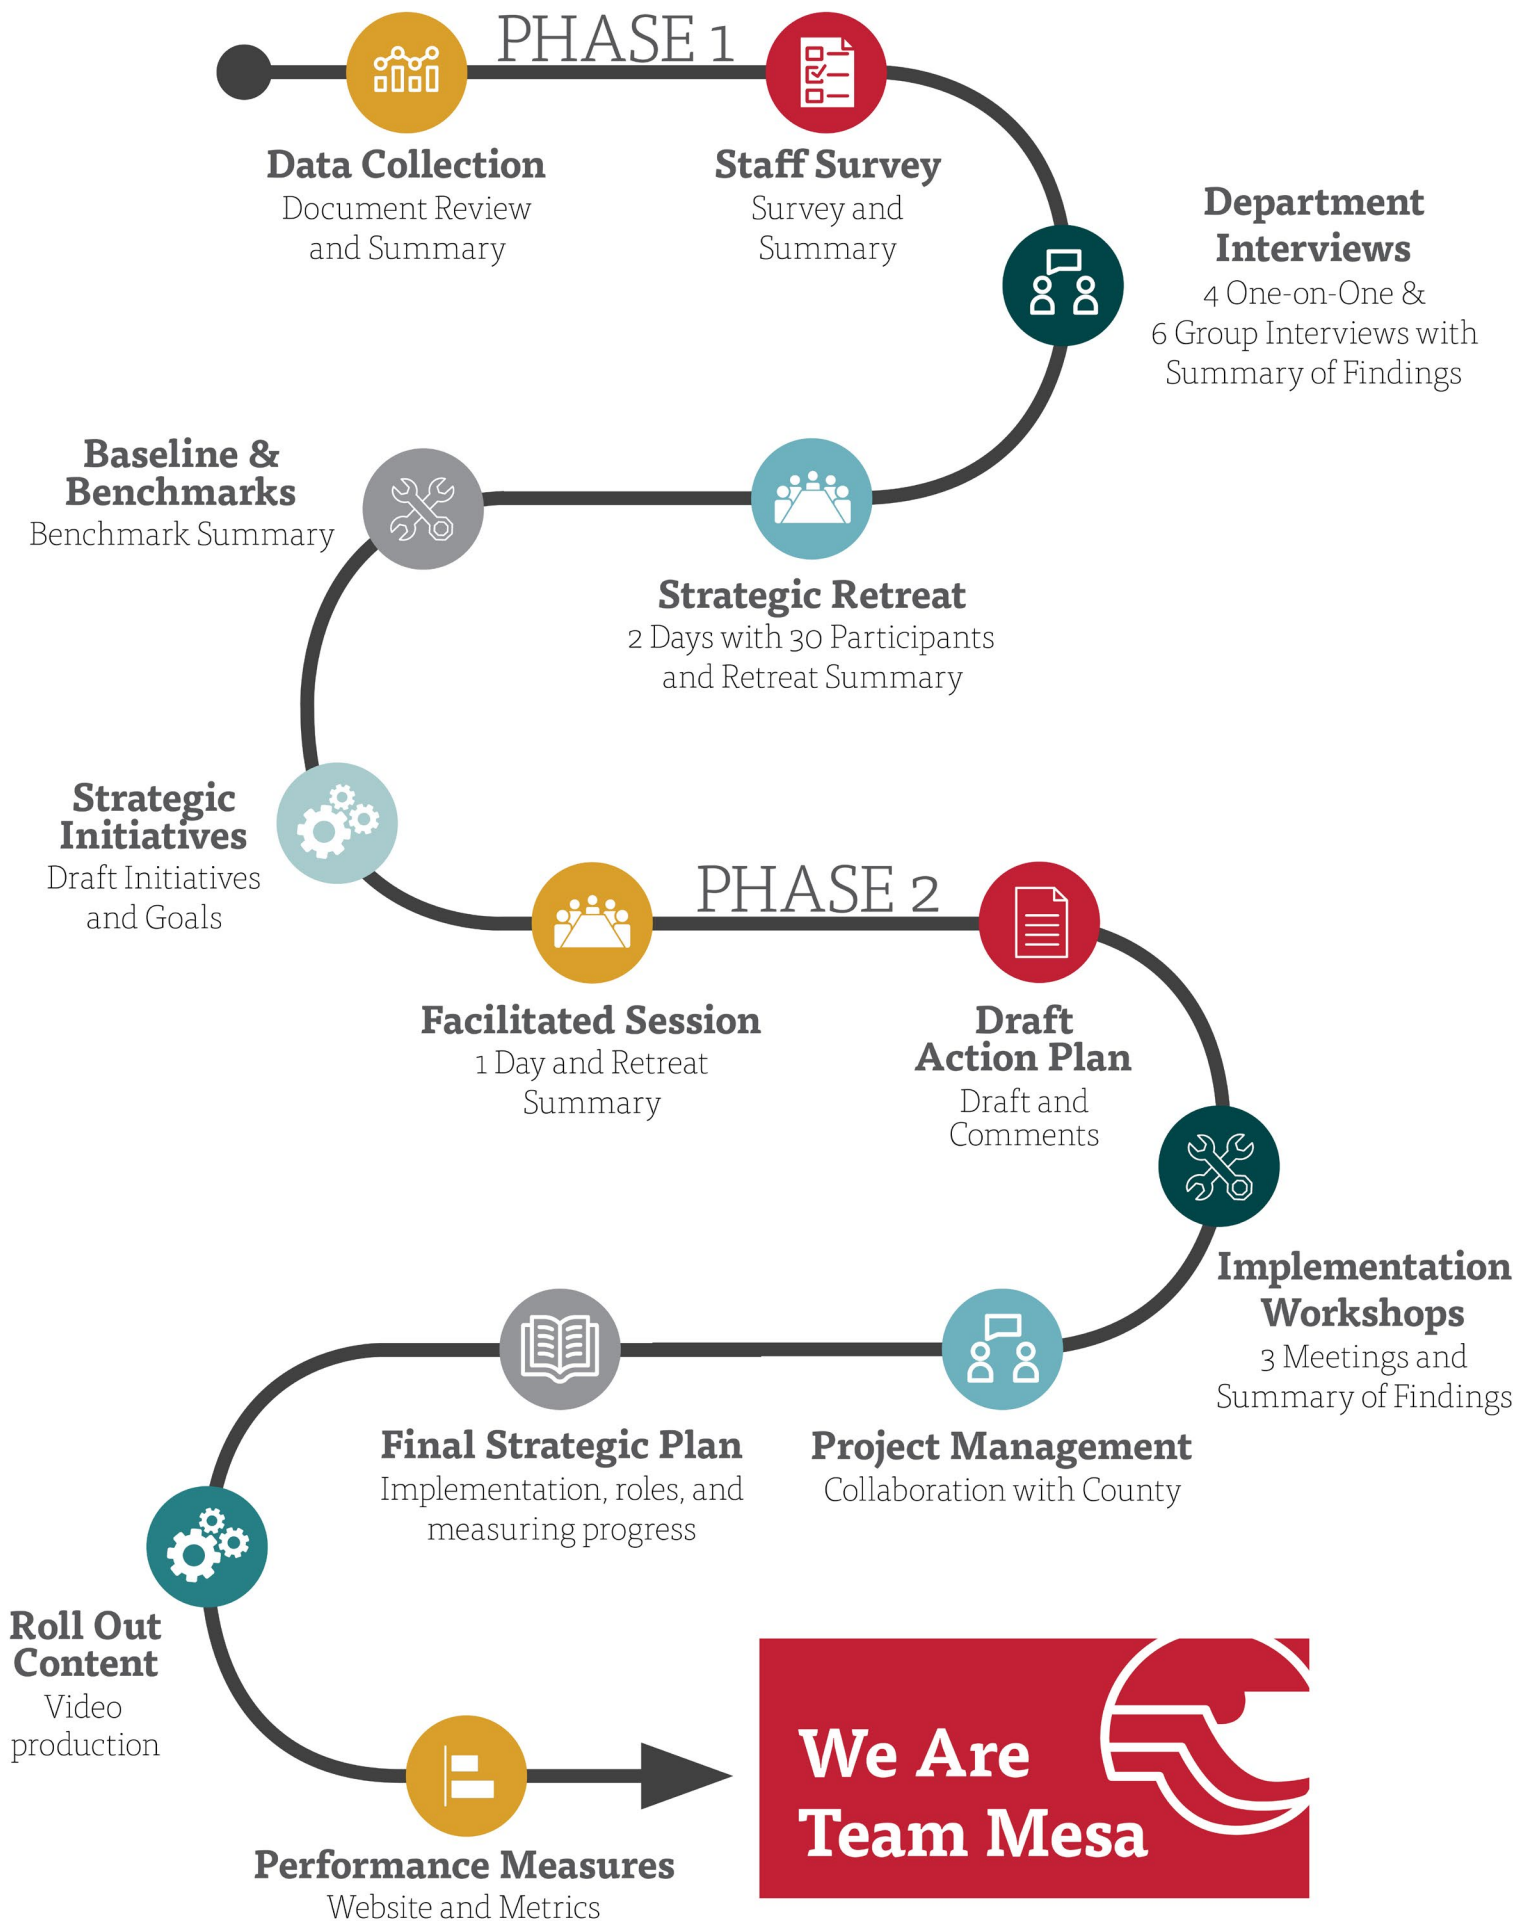 PHASE 1
Data Collection
Document Review
and Summary
Staff Survey
Survey and
Summary
Department
Interviews
4 One-on-One &
6 Group Interviews with
Summary of Findings
Strategic Retreat
2 Days with 30 Participants
and Retreat Summary
Baseline &
Benchmarks
Benchmark Summary
Strategic
Initiatives
Draft Initiatives
and Goals
PHASE 2
Facilitated Session
1 Day and Retreat
Summary
Draft
Action Plan
Draft and
Comments
Implementation
Workshops
3 Meetings and
Summary of Findings
Project Management
Collaboration with County
Final Strategic Plan
Implementation, roles, and
measuring progress
Roll Out
Content
Video
production
Performance Measures
Website and Metrics
We Are
Team Mesa